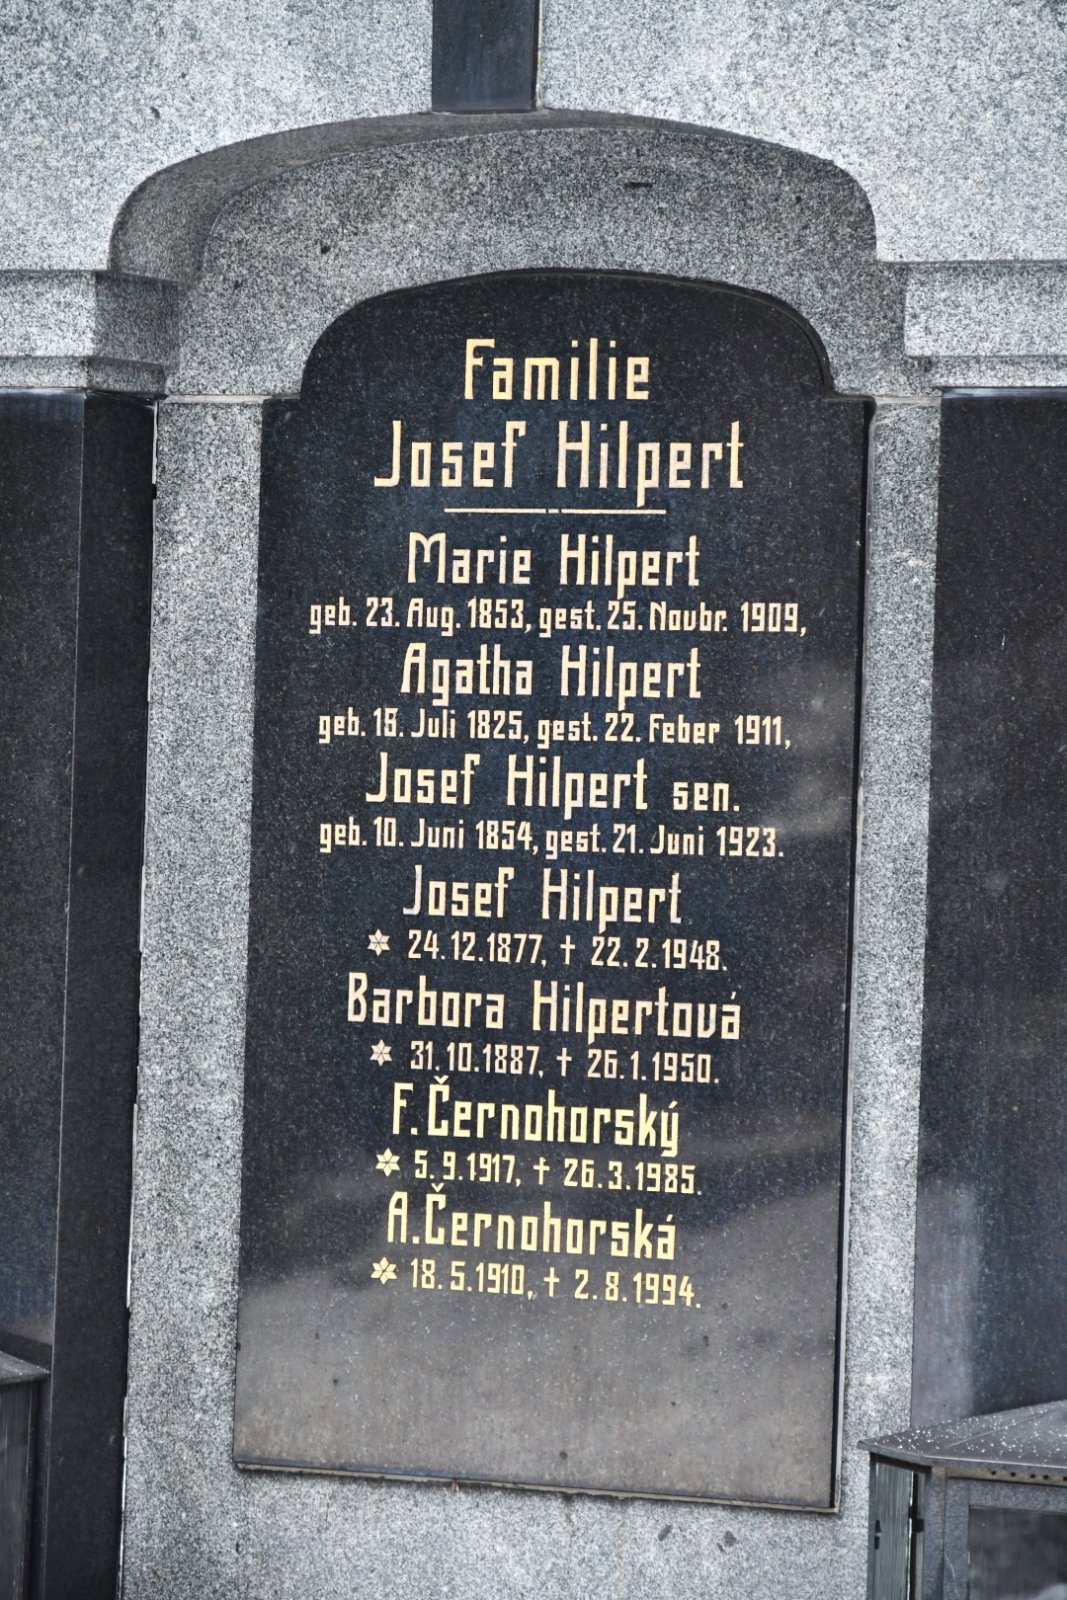 Familie
Josef Hilpert
Marie Hilpert
geb. 23. Aug. 1853, gest. 25. Novbr. 1909,
Agatha Hilpert
geb. 15. Juli 1825, gest. 22. Feber 1911,
Josef Hilpert sen.
geb. 10. Juni 1854, gest. 21. Juni 1923.
Josef Hilpert
* 24.12.1877, † 22.2.1948.
Barbora Hilpertová
* 31.10.1887, † 26.1.1950.
F. Černohorský
* 5.9.1917, † 26.3.1985.
A. Černohorská
* 18.5.1910, † 2.8.1994.